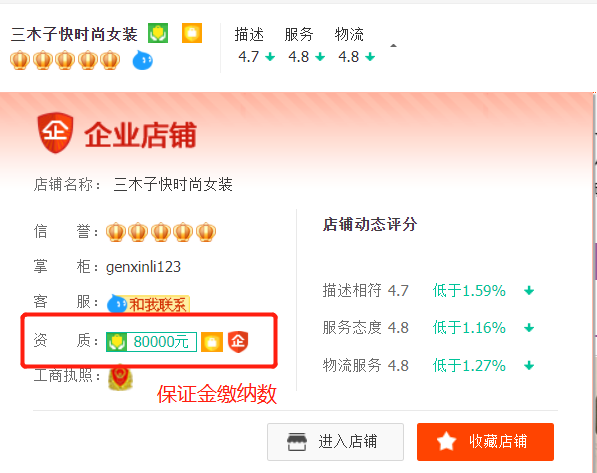 三木子快时尚女装
描述 服务 物流
4.7 4.8 4.8
企
企业店铺
店铺名称： 三木子快时尚女装
信 誉：
掌 柜：genxinli123
客 服：和我联系
资 质：80000元 企
工商执照：
保证金缴纳数
店铺动态评分
描述相符 4.7 低于1.59%
服务态度 4.8 低于1.16%
物流服务 4.8 低于1.27%
进入店铺
收藏店铺